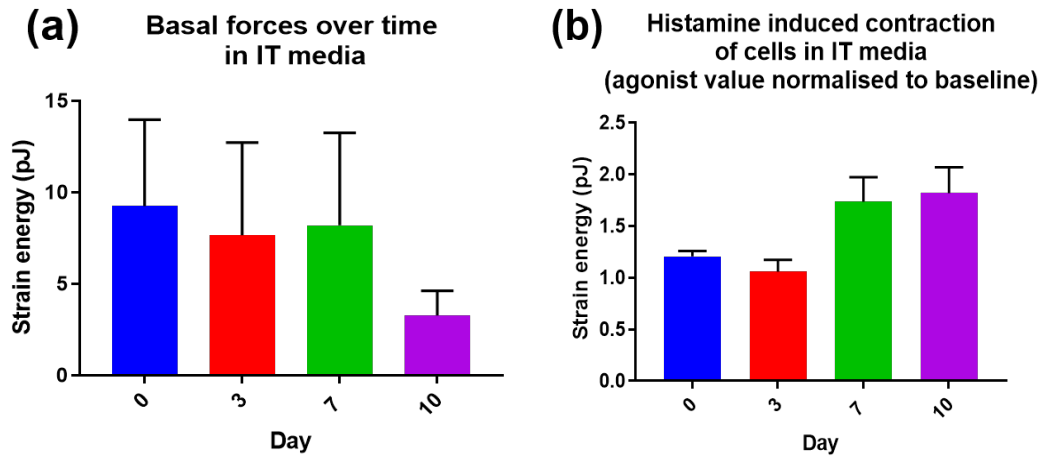 (a)
Basal forces over time
in IT media
Strain energy (pJ)
15
10
5
0
0
3
7
10
Day
(b)
Histamine induced contraction
of cells in IT media
(agonist value normalised to baseline)
Strain energy (pJ)
2.5
2.0
1.5
1.0
0.5
0.0
0
3
7
10
Day